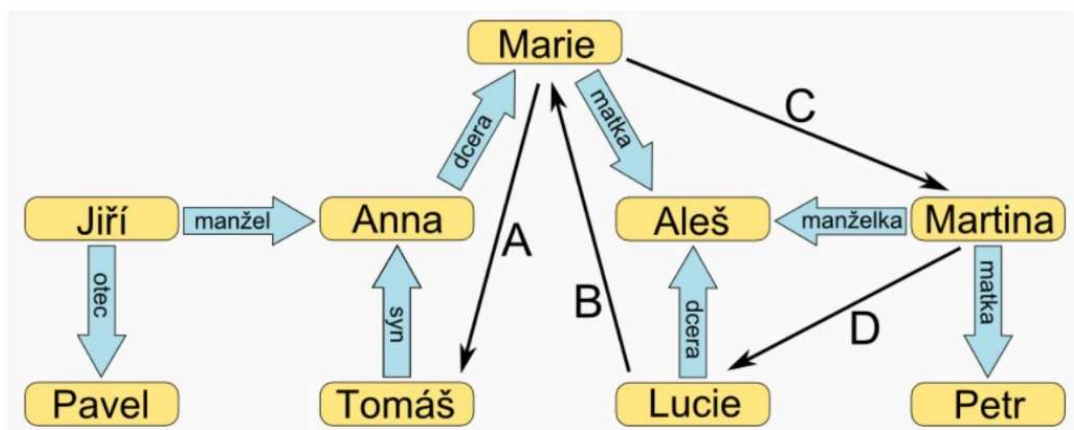 Marie
dcera
matka
C
Jiří
manžel
Anna
Aleš
manželka
Martina
A
otec
syn
B
dcera
D
matka
Pavel
Tomáš
Lucie
Petr